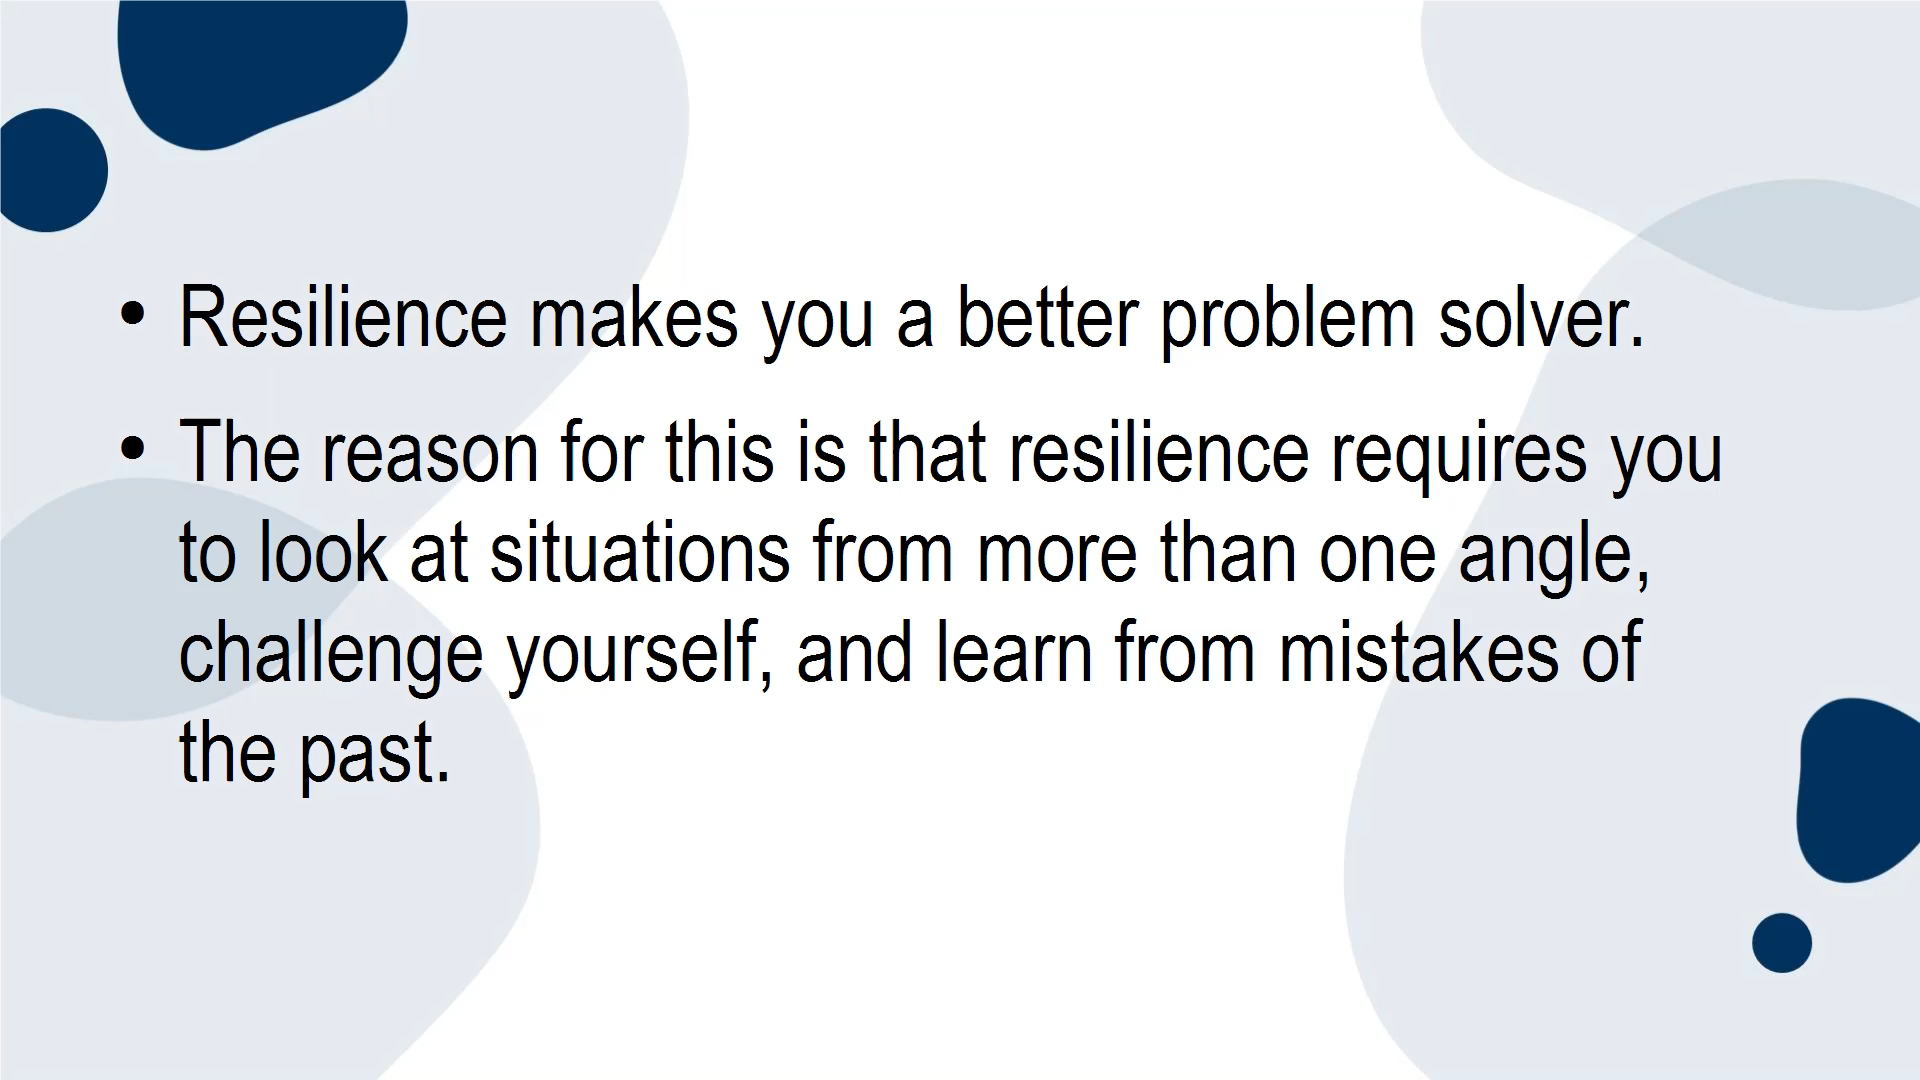 • Resilience makes you a better problem solver.
• The reason for this is that resilience requires you
to look at situations from more than one angle,
challenge yourself, and learn from mistakes of
the past.